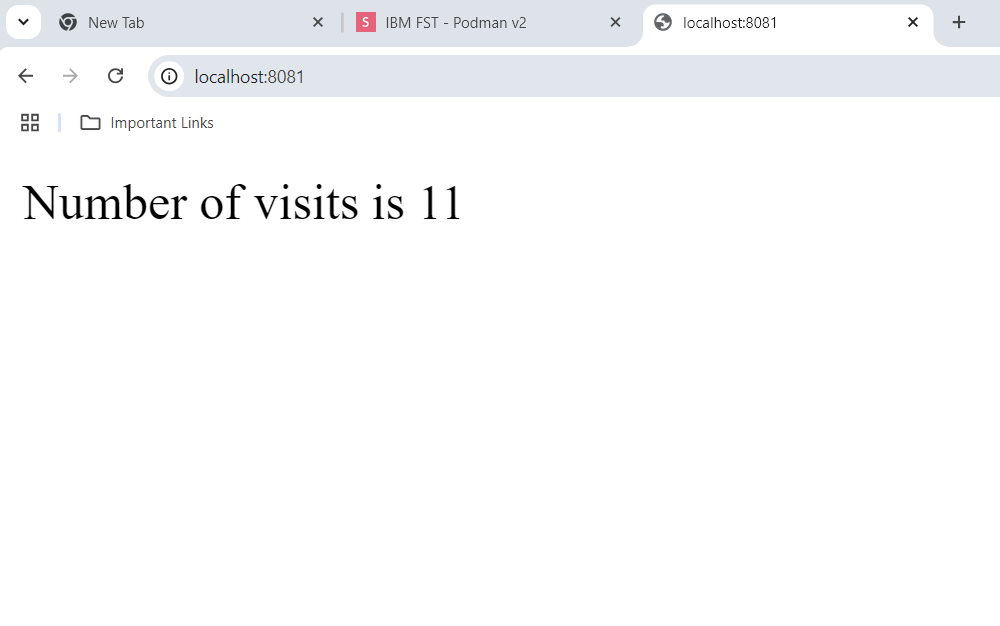 New Tab
S IBM FST - Podman v2
localhost:8081
localhost:8081
Important Links
Number of visits is 11